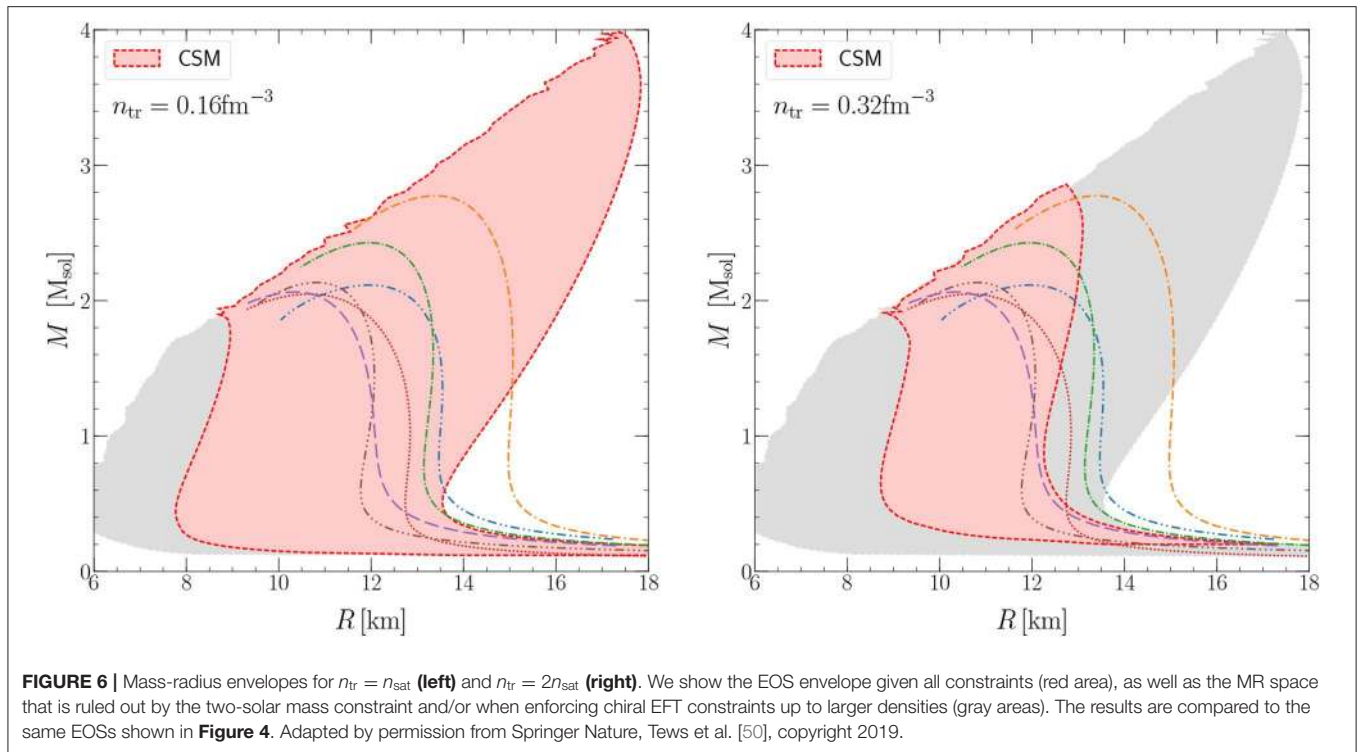 4
3
2
1
0
M [M_sol]
CSM
n_tr = 0.16fm⁻³
6 8 10 12 14 16 18
R [km]
4
3
2
1
0
M [M_sol]
CSM
n_tr = 0.32fm⁻³
6 8 10 12 14 16 18
R [km]
FIGURE 6 | Mass-radius envelopes for n_tr = n_sat (left) and n_tr = 2n_sat (right). We show the EOS envelope given all constraints (red area), as well as the MR space
that is ruled out by the two-solar mass constraint and/or when enforcing chiral EFT constraints up to larger densities (gray areas). The results are compared to the
same EOSs shown in Figure 4. Adapted by permission from Springer Nature, Tews et al. [50], copyright 2019.